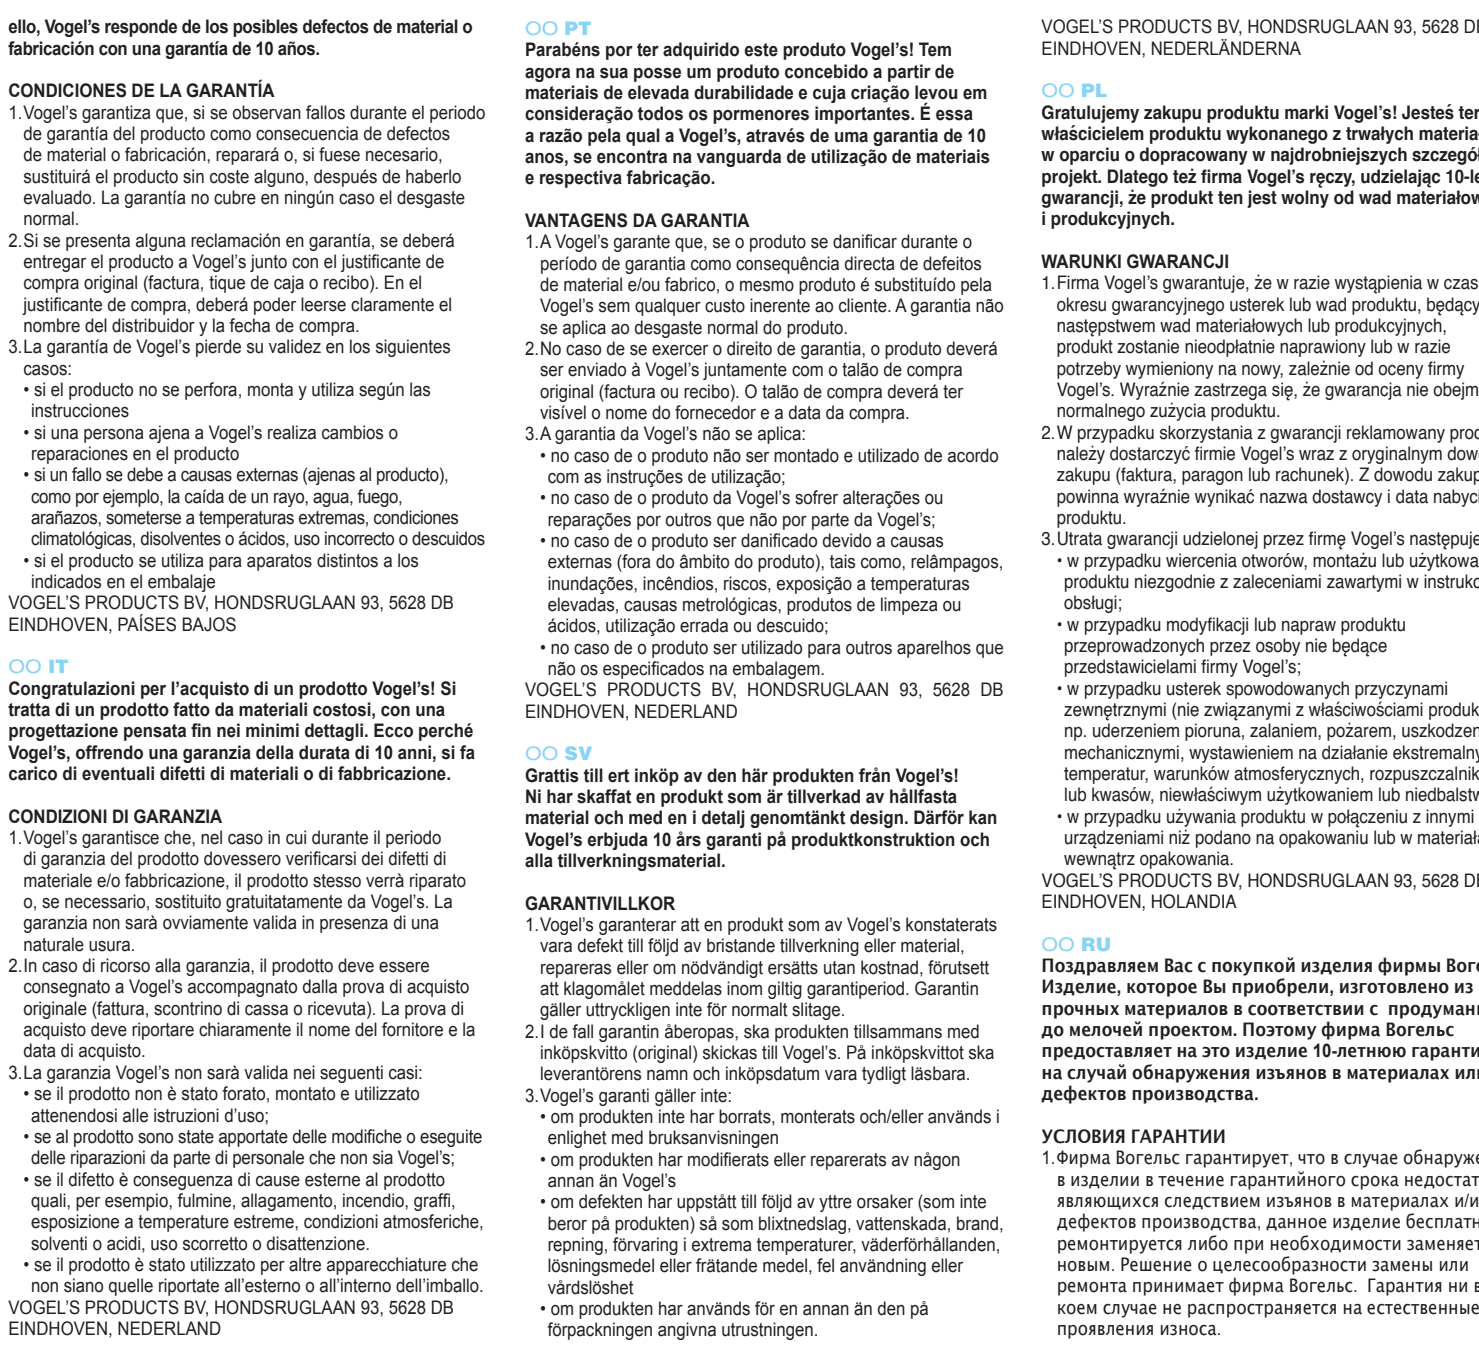 ello, Vogel’s responde de los posibles defectos de material o
fabricación con una garantía de 10 años.
CONDICIONES DE LA GARANTÍA
1.Vogel’s garantiza que, si se observan fallos durante el periodo
de garantía del producto como consecuencia de defectos
de material o fabricación, reparará o, si fuese necesario,
sustituirá el producto sin coste alguno, después de haberlo
evaluado. La garantía no cubre en ningún caso el desgaste
normal.
2.Si se presenta alguna reclamación en garantía, se deberá
entregar el producto a Vogel’s junto con el justificante de
compra original (factura, tique de caja o recibo). En el
justificante de compra, deberá poder leerse claramente el
nombre del distribuidor y la fecha de compra.
3.La garantía de Vogel’s pierde su validez en los siguientes
casos:
• si el producto no se perfora, monta y utiliza según las
instrucciones
• si una persona ajena a Vogel’s realiza cambios o
reparaciones en el producto
• si un fallo se debe a causas externas (ajenas al producto),
como por ejemplo, la caída de un rayo, agua, fuego,
arañazos, someterse a temperaturas extremas, condiciones
climatológicas, disolventes o ácidos, uso incorrecto o descuidos
• si el producto se utiliza para aparatos distintos a los
indicados en el embalaje
VOGEL’S PRODUCTS BV, HONDSRUGLAAN 93, 5628 DB
EINDHOVEN, PAÍSES BAJOS
IT
Congratulazioni per l’acquisto di un prodotto Vogel’s! Si
tratta di un prodotto fatto da materiali costosi, con una
progettazione pensata fin nei minimi dettagli. Ecco perché
Vogel’s, offrendo una garanzia della durata di 10 anni, si fa
carico di eventuali difetti di materiali o di fabbricazione.
CONDIZIONI DI GARANZIA
1.Vogel’s garantisce che, nel caso in cui durante il periodo
di garanzia del prodotto dovessero verificarsi dei difetti di
materiale e/o fabbricazione, il prodotto stesso verrà riparato
o, se necessario, sostituito gratuitatamente da Vogel’s. La
garanzia non sarà ovviamente valida in presenza di una
naturale usura.
2.In caso di ricorso alla garanzia, il prodotto deve essere
consegnato a Vogel’s accompagnato dalla prova di acquisto
originale (fattura, scontrino di cassa o ricevuta). La prova di
acquisto deve riportare chiaramente il nome del fornitore e la
data di acquisto.
3.La garanzia Vogel’s non sarà valida nei seguenti casi:
• se il prodotto non è stato forato, montato e utilizzato
attenendosi alle istruzioni d’uso;
• se al prodotto sono state apportate delle modifiche o eseguite
delle riparazioni da parte di personale che non sia Vogel’s;
• se il difetto è conseguenza di cause esterne al prodotto
quali, per esempio, fulmine, allagamento, incendio, graffi,
esposizione a temperature estreme, condizioni atmosferiche,
solventi o acidi, uso scorretto o disattenzione.
• se il prodotto è stato utilizzato per altre apparecchiature che
non siano quelle riportate all’esterno o all’interno dell’imballo.
VOGEL’S PRODUCTS BV, HONDSRUGLAAN 93, 5628 DB
EINDHOVEN, NEDERLAND
PT
Parabéns por ter adquirido este produto Vogel’s! Tem
agora na sua posse um produto concebido a partir de
materiais de elevada durabilidade e cuja criação levou em
consideração todos os pormenores importantes. É essa
a razão pela qual a Vogel’s, através de uma garantia de 10
anos, se encontra na vanguarda de utilização de materiais
e respectiva fabricação.
VANTAGENS DA GARANTIA
1.A Vogel’s garante que, se o produto se danificar durante o
período de garantia como consequência directa de defeitos
de material e/ou fabrico, o mesmo produto é substituído pela
Vogel’s sem qualquer custo inerente ao cliente. A garantia não
se aplica ao desgaste normal do produto.
2.No caso de se exercer o direito de garantia, o produto deverá
ser enviado à Vogel’s juntamente com o talão de compra
original (factura ou recibo). O talão de compra deverá ter
visível o nome do fornecedor e a data da compra.
3.A garantia da Vogel’s não se aplica:
• no caso de o produto não ser montado e utilizado de acordo
com as instruções de utilização;
• no caso de o produto da Vogel’s sofrer alterações ou
reparações por outros que não por parte da Vogel’s;
• no caso de o produto ser danificado devido a causas
externas (fora do âmbito do produto), tais como, relâmpagos,
inundações, incêndios, riscos, exposição a temperaturas
elevadas, causas metrológicas, produtos de limpeza ou
ácidos, utilização errada ou descuido;
• no caso de o produto ser utilizado para outros aparelhos que
não os especificados na embalagem.
VOGEL’S PRODUCTS BV, HONDSRUGLAAN 93, 5628 DB
EINDHOVEN, NEDERLAND
SV
Grattis till ert inköp av den här produkten från Vogel’s!
Ni har skaffat en produkt som är tillverkad av hållfasta
material och med en i detalj genomtänkt design. Därför kan
Vogel’s erbjuda 10 års garanti på produktkonstruktion och
alla tillverkningsmaterial.
GARANTIVILLKOR
1.Vogel’s garanterar att en produkt som av Vogel’s konstaterats
vara defekt till följd av bristande tillverkning eller material,
repareras eller om nödvändigt ersätts utan kostnad, förutsett
att klagomålet meddelas inom giltig garantiperiod. Garantin
gäller uttryckligen inte för normalt slitage.
2.I de fall garantin åberopas, ska produkten tillsammans med
inköpskvitto (original) skickas till Vogel’s. På inköpskvittot ska
leverantörens namn och inköpsdatum vara tydligt läsbara.
3.Vogel’s garanti gäller inte:
• om produkten inte har borrats, monterats och/eller används i
enlighet med bruksanvisningen
• om produkten har modifierats eller reparerats av någon
annan än Vogel’s
• om defekten har uppstått till följd av yttre orsaker (som inte
beror på produkten) så som blixtnedslag, vattenskada, brand,
repning, förvaring i extrema temperaturer, väderförhållanden,
lösningsmedel eller frätande medel, fel användning eller
vårdslöshet
• om produkten har används för en annan än den på
förpackningen angivna utrustningen.
VOGEL’S PRODUCTS BV, HONDSRUGLAAN 93, 5628
EINDHOVEN, NEDERLÄNDERNA
PL
Gratulujemy zakupu produktu marki Vogel’s! Jesteś
właścicielem produktu wykonanego z trwałych
w oparciu o dopracowany w najdrobniejszych
projekt. Dlatego też firma Vogel’s ręczy, udzielając
gwarancji, że produkt ten jest wolny od wad
i produkcyjnych.
WARUNKI GWARANCJI
1.Firma Vogel’s gwarantuje, że w razie wystąpienia w
okresu gwarancyjnego usterek lub wad produktu,
następstwem wad materiałowych lub produkcyjnych,
produkt zostanie nieodpłatnie naprawiony lub w razie
potrzeby wymieniony na nowy, zależnie od oceny firmy
Vogel’s. Wyraźnie zastrzega się, że gwarancja nie
normalnego zużycia produktu.
2.W przypadku skorzystania z gwarancji reklamowany
należy dostarczyć firmie Vogel’s wraz z oryginalnym
zakupu (faktura, paragon lub rachunek). Z dowodu
powinna wyraźnie wynikać nazwa dostawcy i data
produktu.
3.Utrata gwarancji udzielonej przez firmę Vogel’s następuje
• w przypadku wiercenia otworów, montażu lub
produktu niezgodnie z zaleceniami zawartymi w
obsługi;
• w przypadku modyfikacji lub napraw produktu
przeprowadzonych przez osoby nie będące
przedstawicielami firmy Vogel’s;
• w przypadku usterek spowodowanych przyczynami
zewnętrznymi (nie związanymi z właściwościami
np. uderzeniem pioruna, zalaniem, pożarem,
mechanicznymi, wystawieniem na działanie
temperatur, warunków atmosferycznych,
lub kwasów, niewłaściwym użytkowaniem lub
• w przypadku używania produktu w połączeniu z innymi
urządzeniami niż podano na opakowaniu lub w
wewnątrz opakowania.
VOGEL’S PRODUCTS BV, HONDSRUGLAAN 93, 5628
EINDHOVEN, HOLANDIA
RU
Поздравляем Вас с покупкой изделия фирмы
Изделие, которое Вы приобрели, изготовлено из
прочных материалов в соответствии с
до мелочей проектом. Поэтому фирма Вогельс
предоставляет на это изделие 10-летнюю
на случай обнаружения изъянов в материалах
дефектов производства.
УСЛОВИЯ ГАРАНТИИ
1.Фирма Вогельс гарантирует, что в случае
в изделии в течение гарантийного срока
являющихся следствием изъянов в материалах
дефектов производства, данное изделие
ремонтируется либо при необходимости
новым. Решение о целесообразности замены или
ремонта принимает фирма Вогельс. Гарантия ни
коем случае не распространяется на естественные
проявления износа.